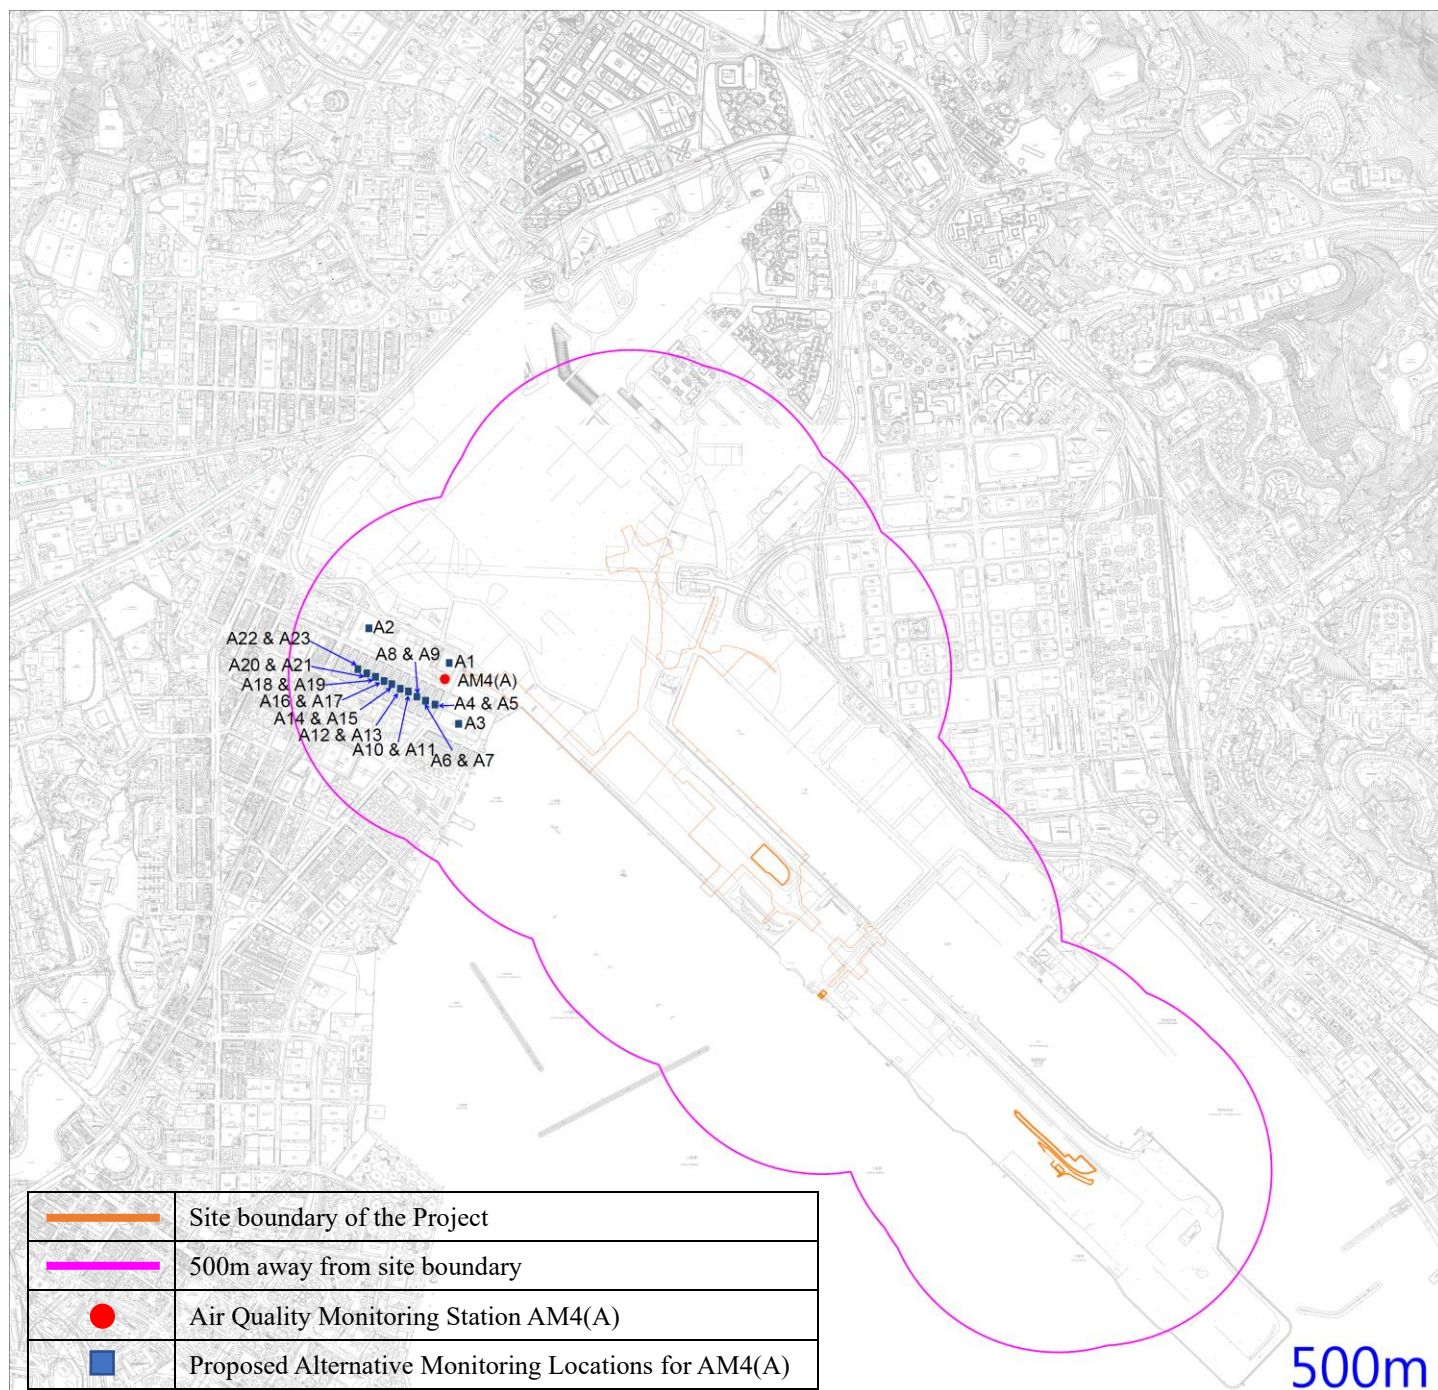 A2
A22 & A23
A8 & A9
A1
A20 & A21
AM4(A)
A18 & A19
A16 & A17
A4 & A5
A14 & A15
A3
A12 & A13
A10 & A11
A6 & A7
Site boundary of the Project
500m away from site boundary
Air Quality Monitoring Station AM4(A)
Proposed Alternative Monitoring Locations for AM4(A)
500m